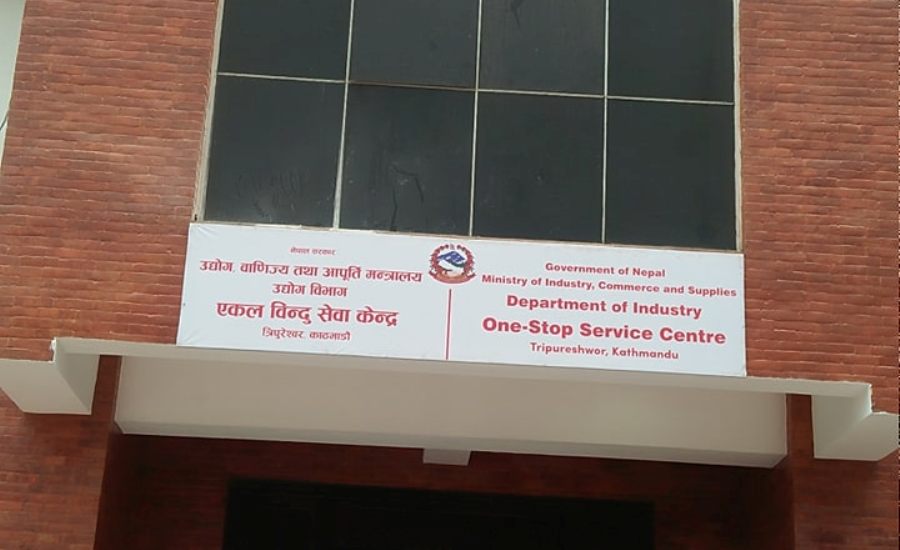 नेपाल सरकार
उद्योग, वाणिज्य तथा आपूर्ति मन्त्रालय
उद्योग विभाग
एकल विन्दु सेवा केन्द्र
त्रिपुरेश्वर, काठमाडौं
Government of Nepal
Ministry of Industry, Commerce and Supplies
Department of Industry
One-Stop Service Centre
Tripureshwor, Kathmandu